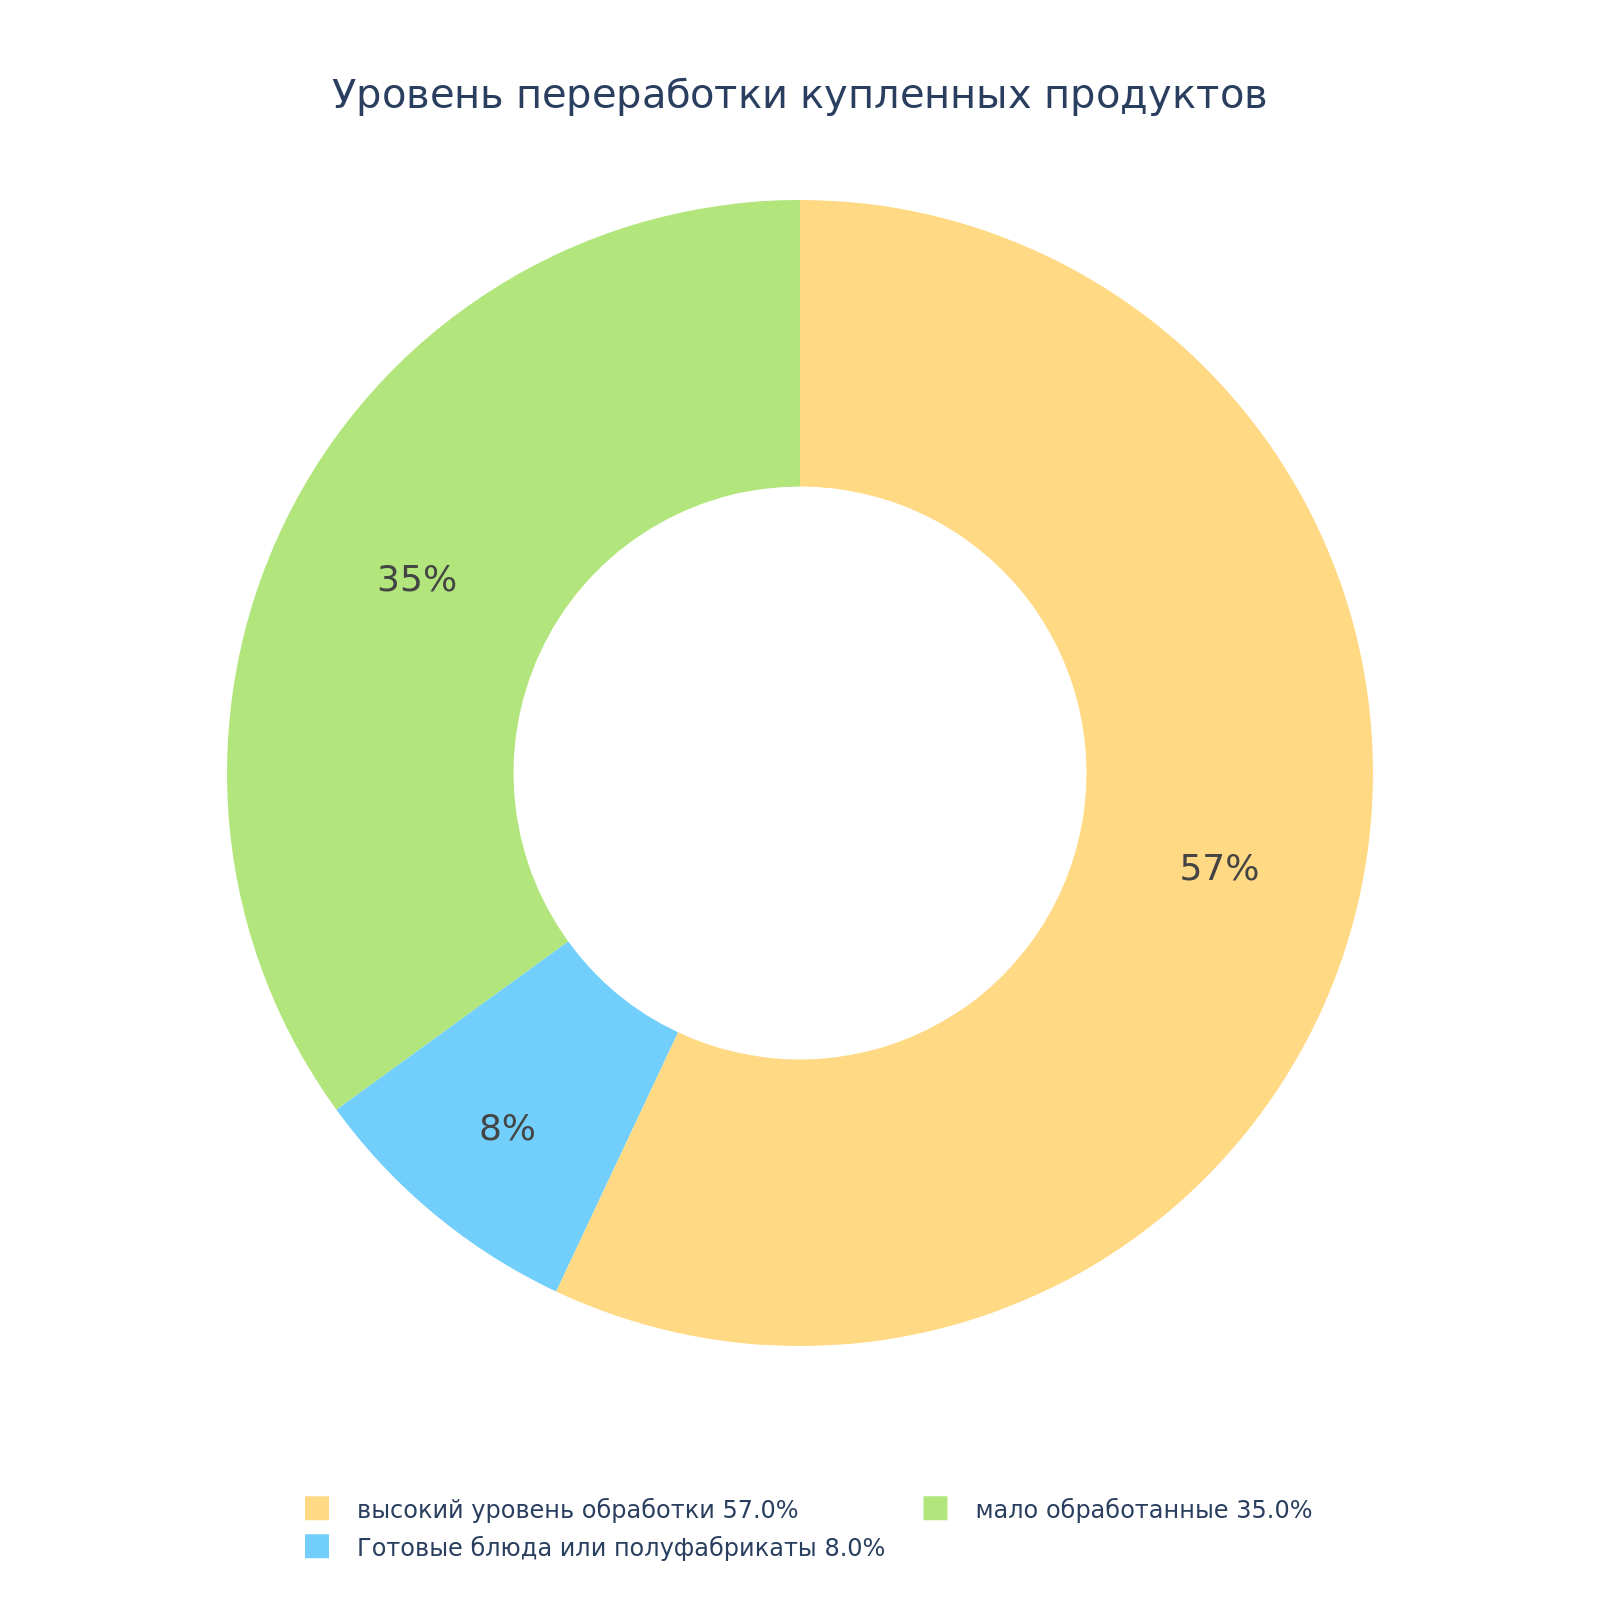 Уровень переработки купленных продуктов
35%
57%
8%
высокий уровень обработки 57.0%
мало обработанные 35.0%
Готовые блюда или полуфабрикаты 8.0%